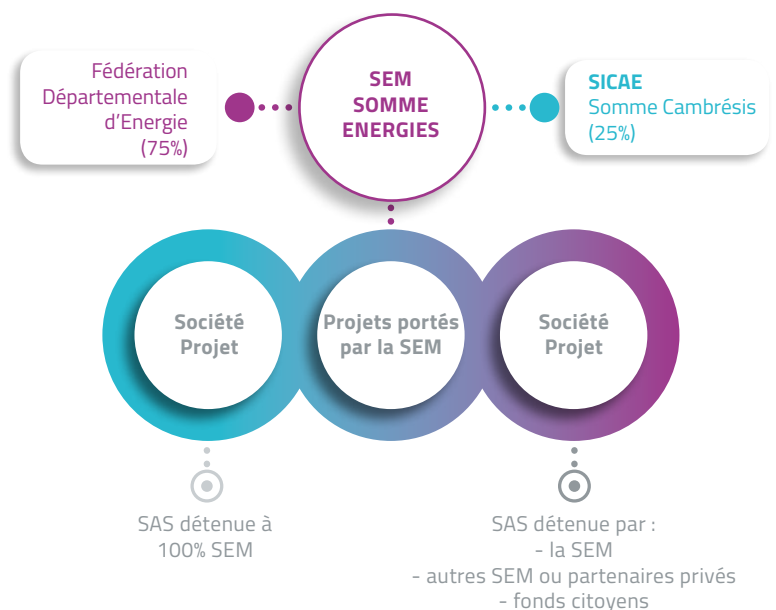 Fédération
Départementale
d’Energie
(75%)
SEM
SOMME
ENERGIES
SICAE
Somme Cambrésis
(25%)
Société
Projet
Projets portés
par la SEM
Société
Projet
SAS détenue à
100% SEM
SAS détenue par :
- la SEM
- autres SEM ou partenaires privés
- fonds citoyens